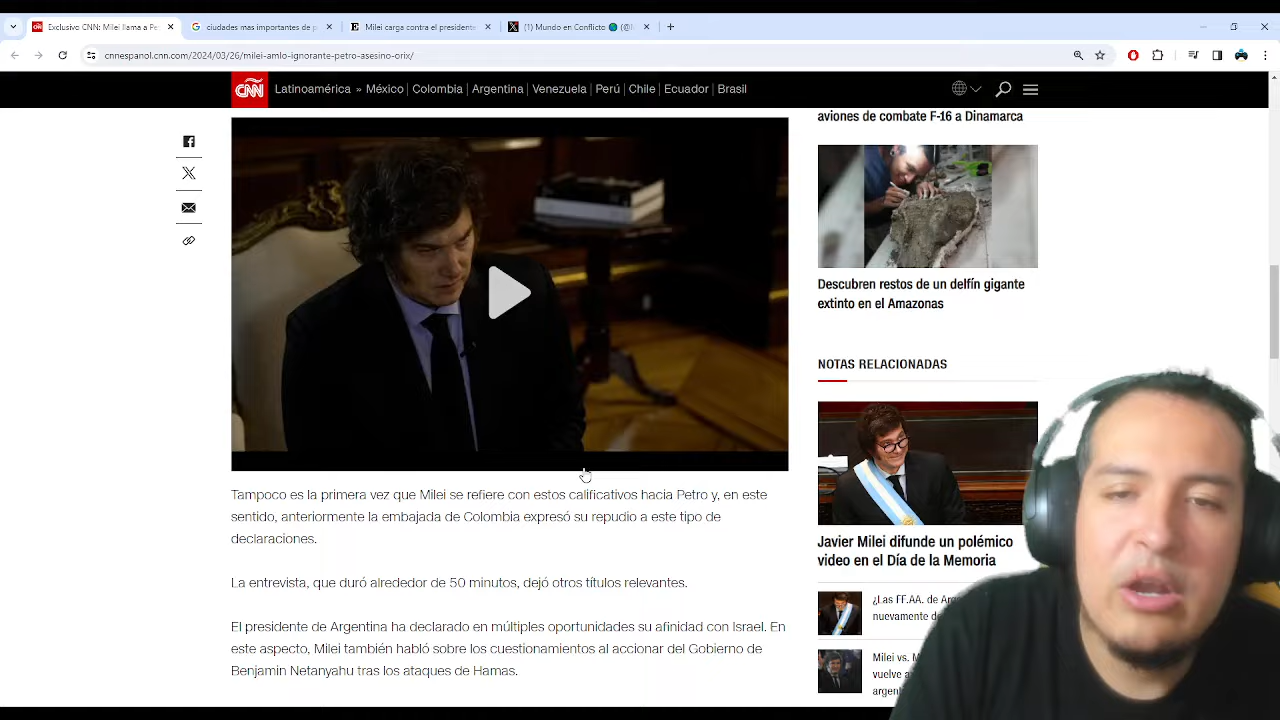 Exclusivo CNN: Milei llama a Pe
ciudades mas importantes de p
Milei carga contra el presidente
(1) Mundo en Conflicto
cnnespanol.cnn.com/2024/03/26/milei-amlo-ignorante-petro-asesino-orix/
CNN
Latinoamérica » México | Colombia | Argentina | Venezuela | Perú | Chile | Ecuador | Brasil
aviones de combate F-16 a Dinamarca
Descubren restos de un delfín gigante
extinto en el Amazonas
NOTAS RELACIONADAS
Javier Milei difunde un polémico
video en el Día de la Memoria
¿Las FF.AA. de
nuevamente
Milei vs.
vuelve a
Tampoco es la primera vez que Milei se refiere con estos calificativos hacia Petro y, en este
sentido, anteriormente la embajada de Colombia expresó su repudio a este tipo de
declaraciones.
La entrevista, que duró alrededor de 50 minutos, dejó otros títulos relevantes.
El presidente de Argentina ha declarado en múltiples oportunidades su afinidad con Israel. En
este aspecto, Milei también habló sobre los cuestionamientos al accionar del Gobierno de
Benjamin Netanyahu tras los ataques de Hamas.